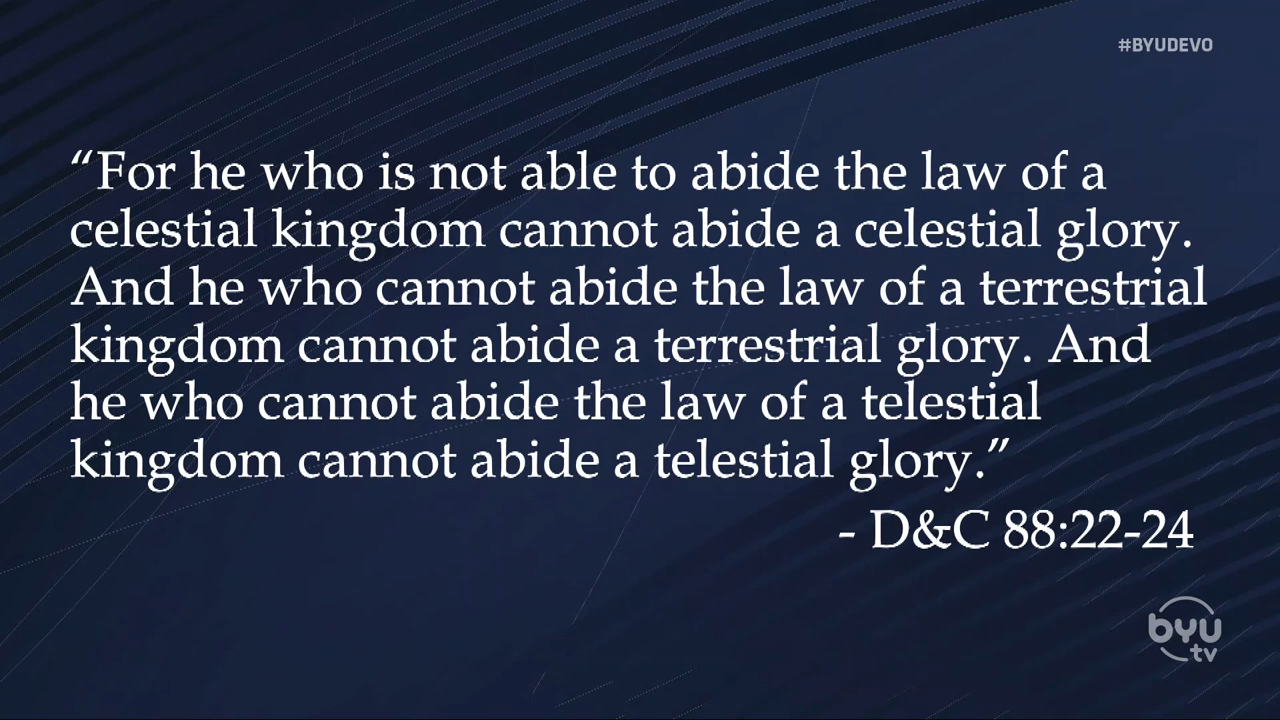 #BYUDEVO
“For he who is not able to abide the law of a
celestial kingdom cannot abide a celestial glory.
And he who cannot abide the law of a terrestrial
kingdom cannot abide a terrestrial glory. And
he who cannot abide the law of a telestial
kingdom cannot abide a telestial glory.”
- D&C 88:22-24
byu
tv